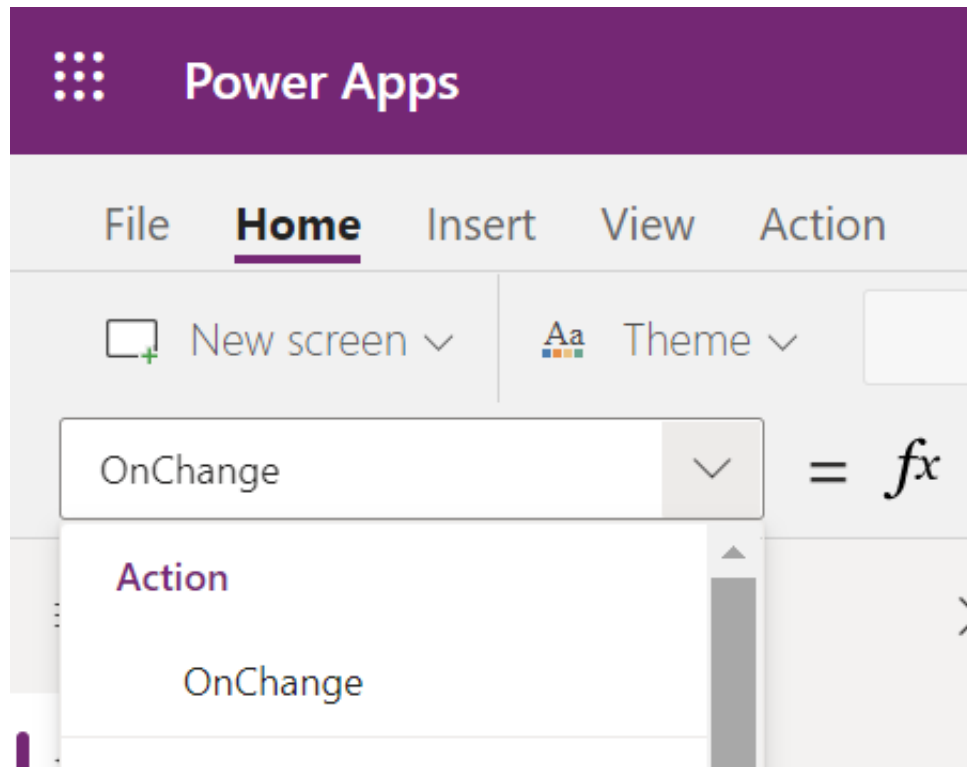 Power Apps
File Home Insert View Action
New screen Aa Theme
OnChange = fx
Action
OnChange